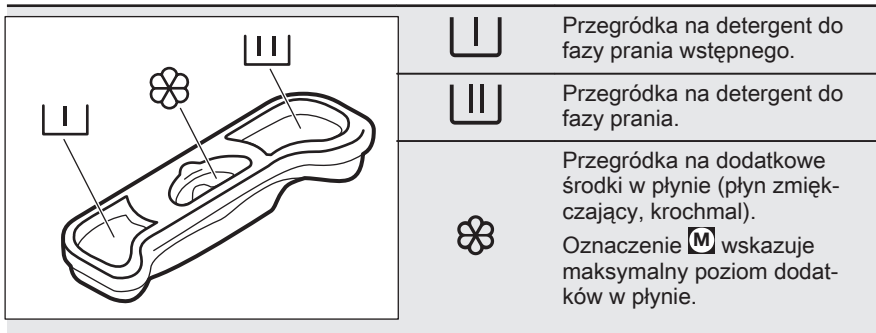 Przegródka na detergent do
fazy prania wstępnego.
Przegródka na detergent do
fazy prania.
Przegródka na dodatkowe
środki w płynie (płyn zmięk-
czający, krochmal).
Oznaczenie M wskazuje
maksymalny poziom dodat-
ków w płynie.